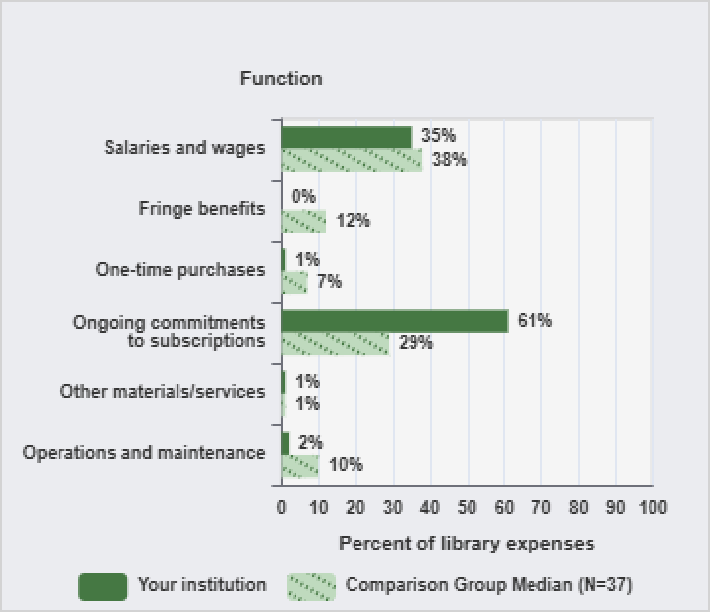 Function
Salaries and wages
35%
38%
Fringe benefits
0%
12%
One-time purchases
1%
7%
Ongoing commitments
to subscriptions
61%
29%
Other materials/services
1%
1%
Operations and maintenance
2%
10%
0 10 20 30 40 50 60 70 80 90 100
Percent of library expenses
Your institution Comparison Group Median (N=37)